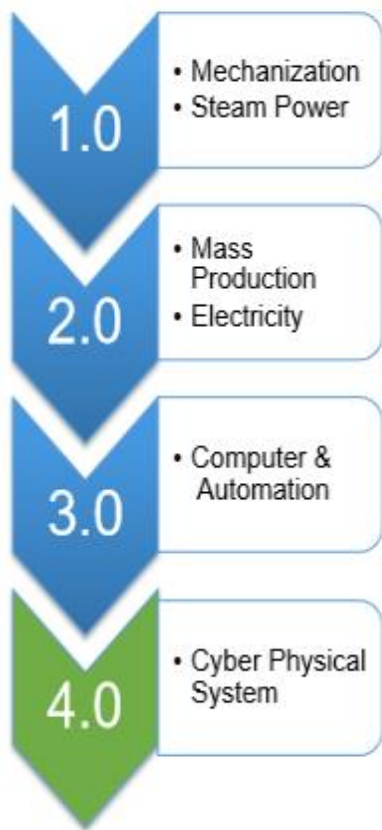 1.0
• Mechanization
• Steam Power
2.0
• Mass
Production
• Electricity
3.0
• Computer &
Automation
4.0
• Cyber Physical
System